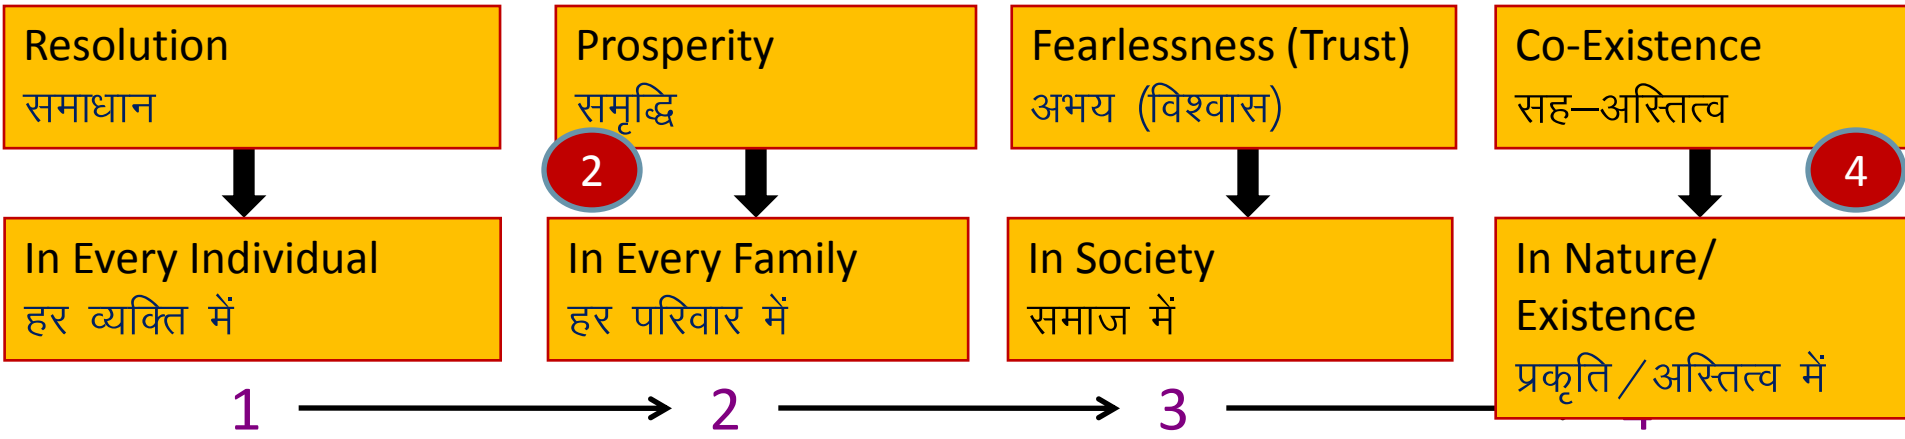 Resolution
समाधान
Prosperity
समृद्धि
Fearlessness (Trust)
अभय (विश्वास)
Co-Existence
सह–अस्तित्व
2
4
In Every Individual
हर व्यक्ति में
In Every Family
हर परिवार में
In Society
समाज में
In Nature/
Existence
प्रकृति/अस्तित्व में
1
2
3